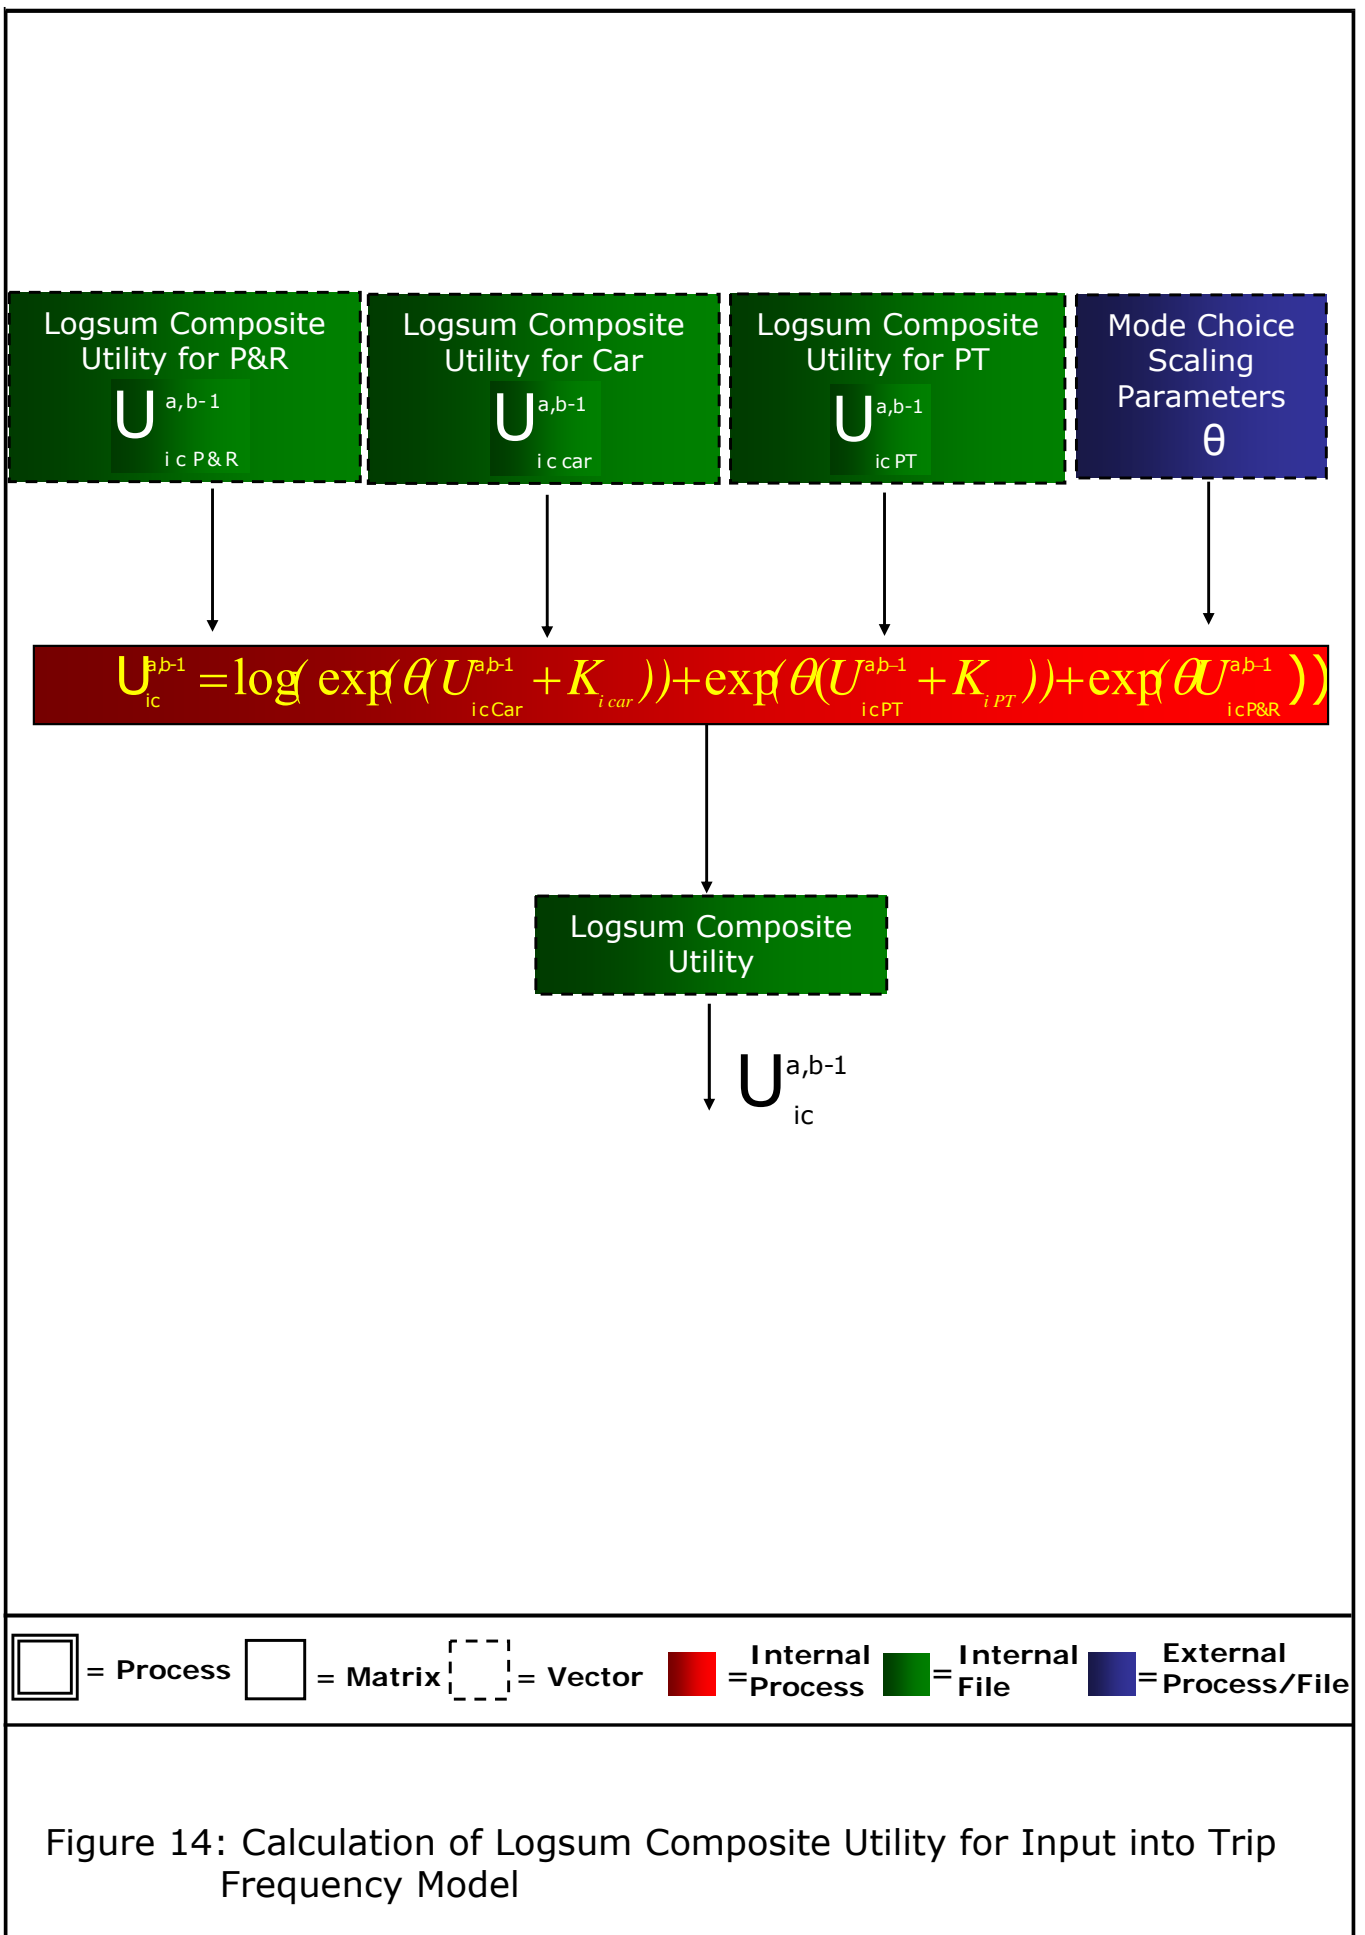 Logsum Composite
Utility for P&R
U a,b-1
i c P&R
Logsum Composite
Utility for Car
U a,b-1
i c car
Logsum Composite
Utility for PT
U a,b-1
ic PT
Mode Choice
Scaling
Parameters
θ
U a,b-1 ic = log( exp(θ(U a,b-1 i c Car + K i car )) + exp(θ(U a,b-1 i c PT + K i PT )) + exp(θU a,b-1 i c P&R ))
Logsum Composite
Utility
U a,b-1
ic
= Process
= Matrix
= Vector
= Internal
Process
= Internal
File
= External
Process/File
Figure 14: Calculation of Logsum Composite Utility for Input into Trip
Frequency Model